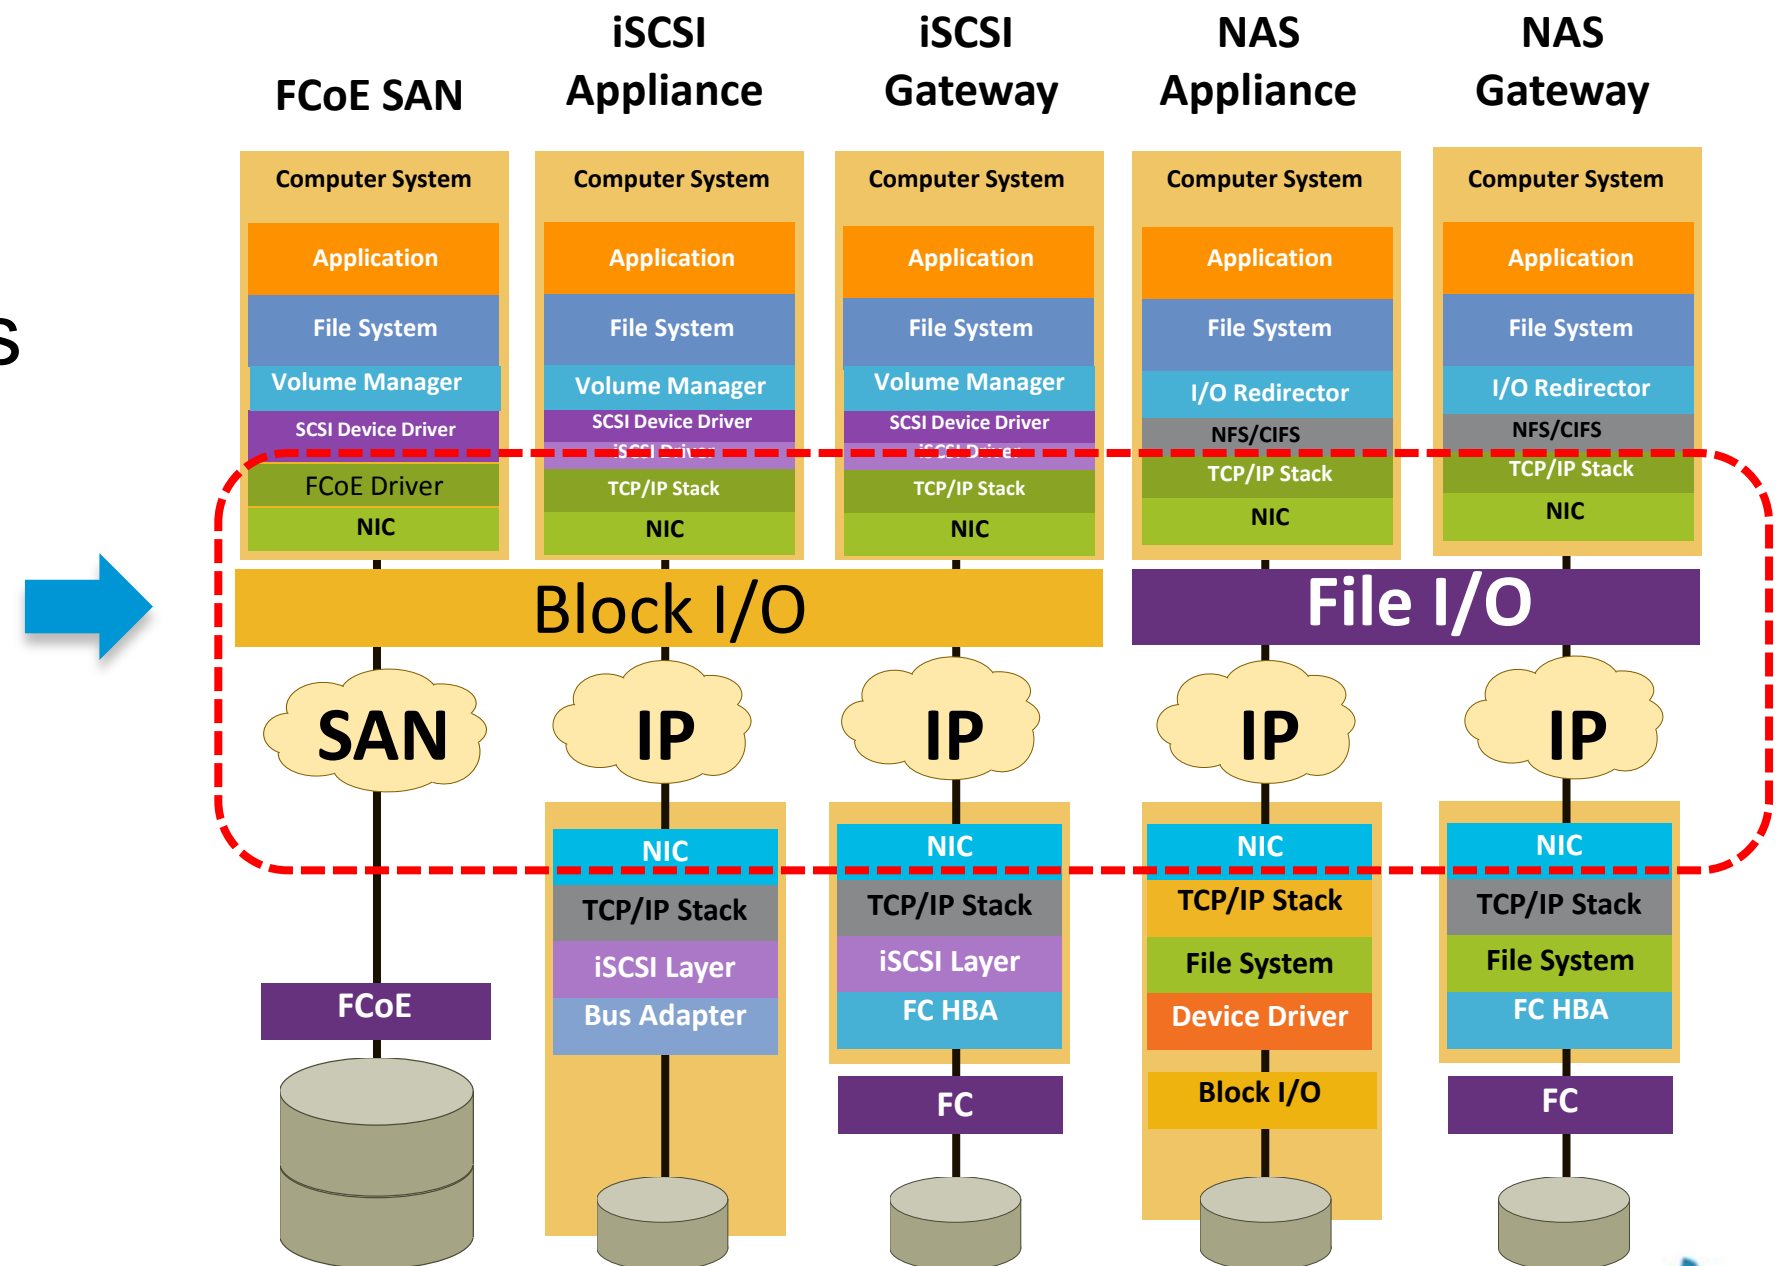 FCoE SAN
iSCSI
Appliance
iSCSI
Gateway
NAS
Appliance
NAS
Gateway
s
Computer System
Application
File System
Volume Manager
SCSI Device Driver
FCoE Driver
NIC
Computer System
Application
File System
Volume Manager
SCSI Device Driver
iSCSI Driver
TCP/IP Stack
NIC
Computer System
Application
File System
Volume Manager
SCSI Device Driver
iSCSI Driver
TCP/IP Stack
NIC
Computer System
Application
File System
I/O Redirector
NFS/CIFS
TCP/IP Stack
NIC
Computer System
Application
File System
I/O Redirector
NFS/CIFS
TCP/IP Stack
NIC
Block I/O
File I/O
SAN
IP
IP
IP
IP
FCoE
NIC
TCP/IP Stack
iSCSI Layer
Bus Adapter
NIC
TCP/IP Stack
iSCSI Layer
FC HBA
FC
NIC
TCP/IP Stack
File System
Device Driver
Block I/O
NIC
TCP/IP Stack
File System
FC HBA
FC